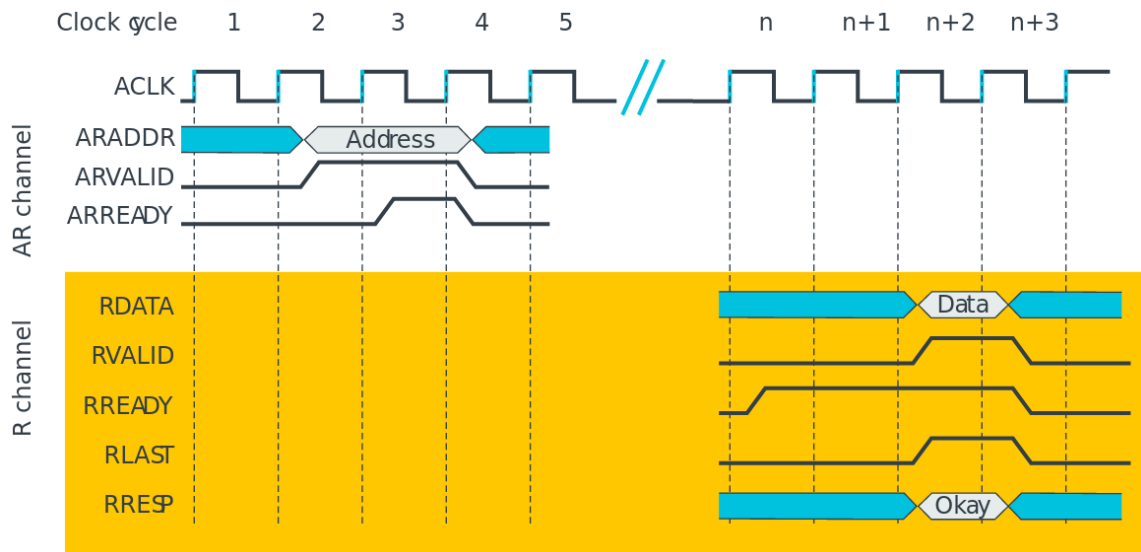 Clock cycle 1 2 3 4 5 n n+1 n+2 n+3
ACLK
AR channel
ARADDR Address
ARVALID
ARREADY
R channel
RDATA Data
RVALID
RREADY
RLAST
RRESP Okay